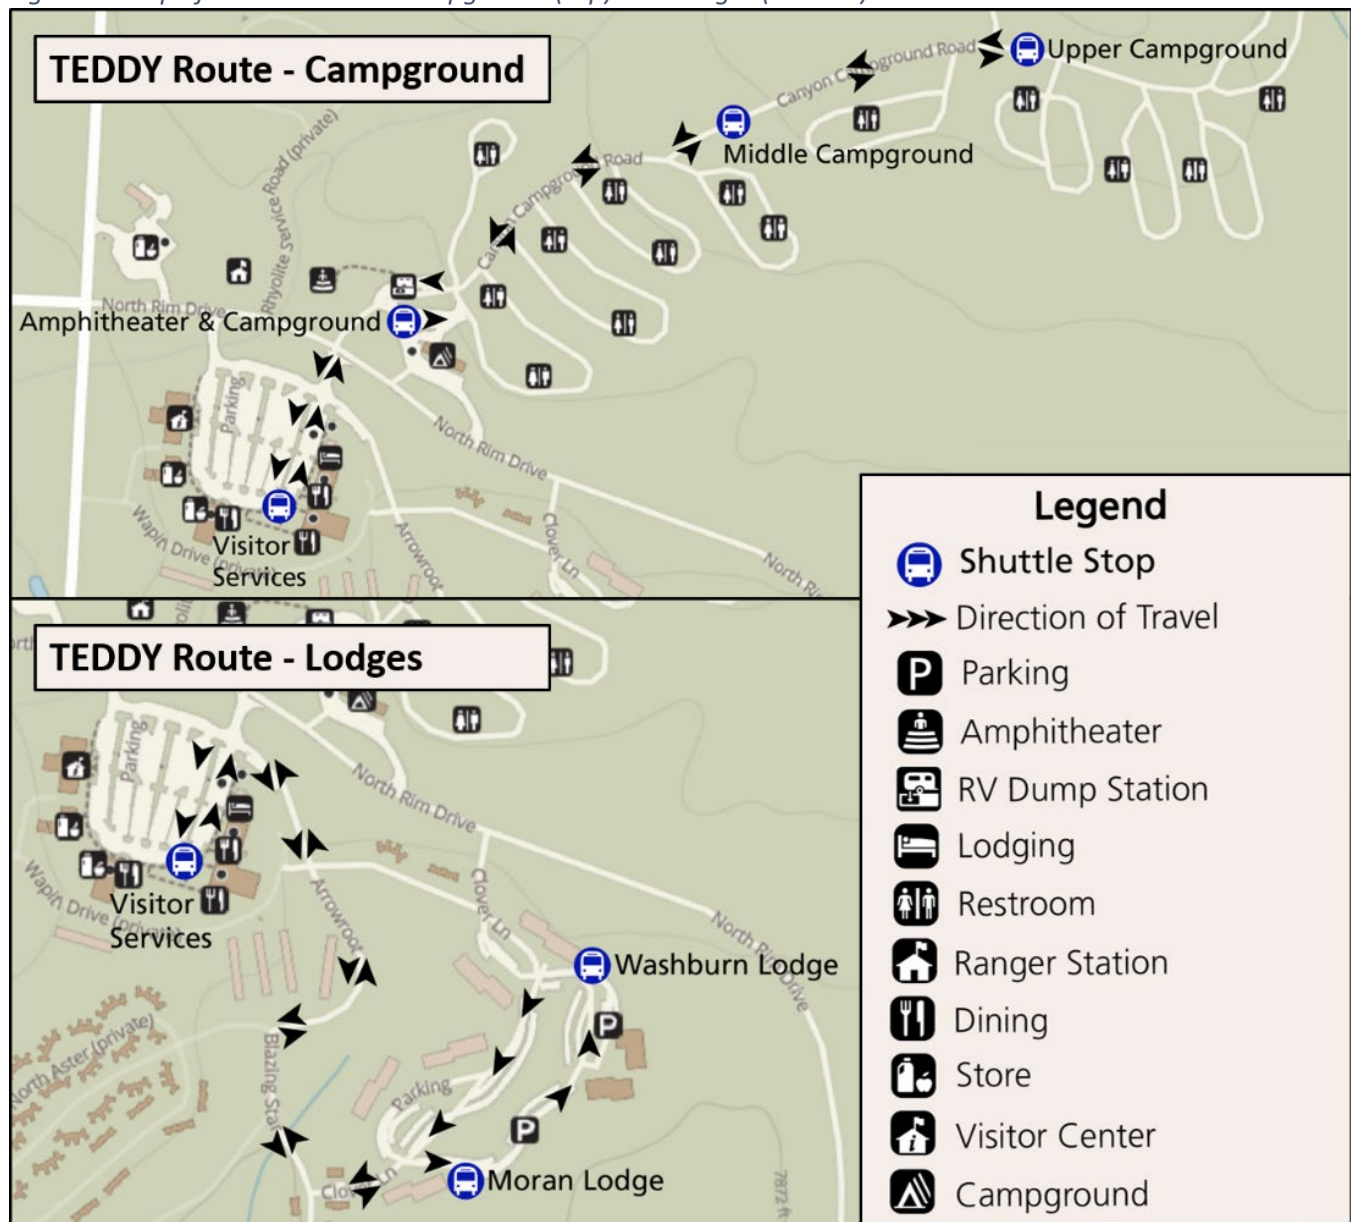 TEDDY Route - Campground
Upper Campground
Canyon Campground Road
Middle Campground
Canyon Campground Road
Rhyolite Service Road (private)
North Rim Drive
Amphitheater & Campground
Parking
North Rim Drive
Wapiti Drive (private)
Visitor
Services
Arrowroot
Clover Ln
North Ri
TEDDY Route - Lodges
Parking
North Rim Drive
Wapiti Drive (private)
Visitor
Services
Arrowroot
Clover Ln
North Rim Drive
Washburn Lodge
North Aster (private)
Blazing Star
Parking
Clover Ln
Moran Lodge
7872 ft
Legend
Shuttle Stop
Direction of Travel
P Parking
Amphitheater
RV Dump Station
Lodging
Restroom
Ranger Station
Dining
Store
Visitor Center
Campground
P
P